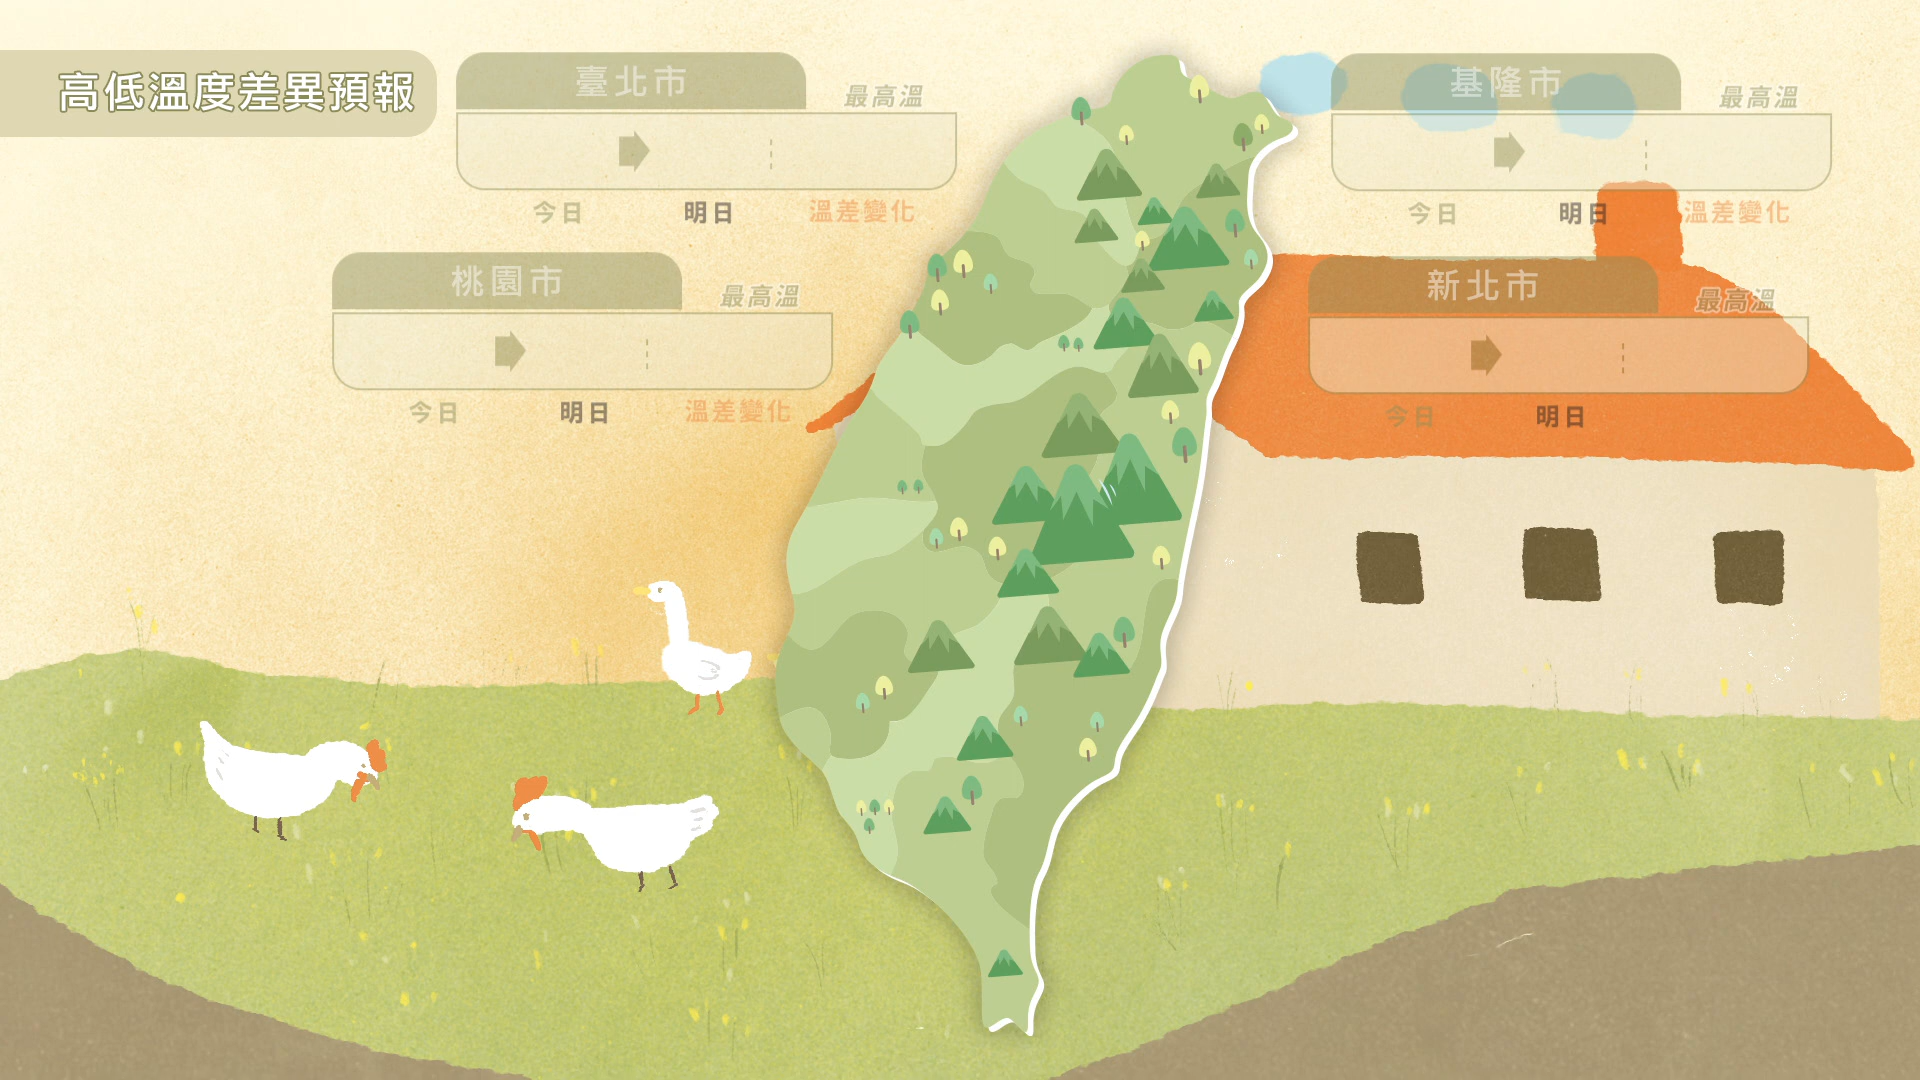 高低溫度差異預報
臺北市
最高溫
今日 明日 溫差變化
基隆市
最高溫
今日 明日 溫差變化
桃園市
最高溫
今日 明日 溫差變化
新北市
最高溫
今日 明日